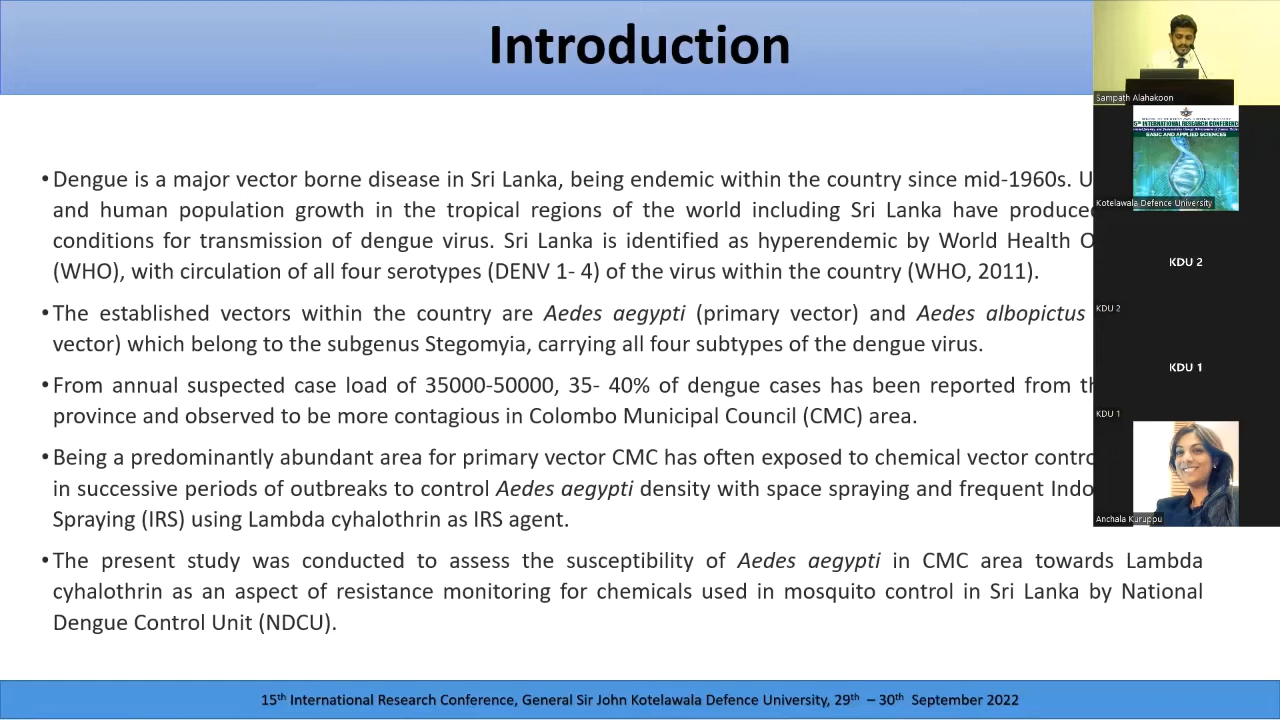 Introduction
•Dengue is a major vector borne disease in Sri Lanka, being endemic within the country since mid-1960s.
and human population growth in the tropical regions of the world including Sri Lanka have
conditions for transmission of dengue virus. Sri Lanka is identified as hyperendemic by World Health
(WHO), with circulation of all four serotypes (DENV 1- 4) of the virus within the country (WHO, 2011).
•The established vectors within the country are Aedes aegypti (primary vector) and Aedes albopictus
vector) which belong to the subgenus Stegomyia, carrying all four subtypes of the dengue virus.
•From annual suspected case load of 35000-50000, 35- 40% of dengue cases has been reported from
province and observed to be more contagious in Colombo Municipal Council (CMC) area.
•Being a predominantly abundant area for primary vector CMC has often exposed to chemical vector
in successive periods of outbreaks to control Aedes aegypti density with space spraying and frequent
Spraying (IRS) using Lambda cyhalothrin as IRS agent.
•The present study was conducted to assess the susceptibility of Aedes aegypti in CMC area towards Lambda
cyhalothrin as an aspect of resistance monitoring for chemicals used in mosquito control in Sri Lanka by National
Dengue Control Unit (NDCU).
15th International Research Conference, General Sir John Kotelawala Defence University, 29th – 30th September 2022
Sampath Alahakoon
15th INTERNATIONAL RESEARCH CONFERENCE
BASIC AND APPLIED SCIENCES
Kotelawala Defence University
KDU 2
KDU 2
KDU 1
KDU 1
Anchala Kuruppu